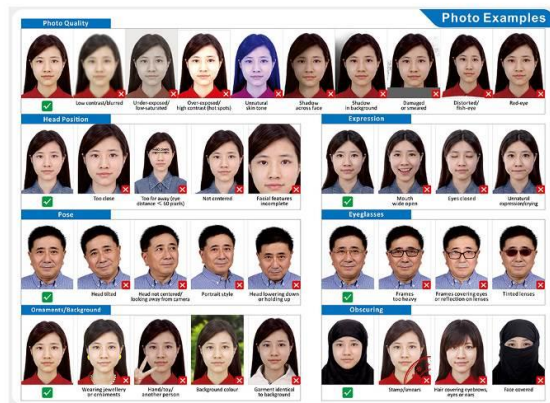 Photo Examples
Photo Quality
Low contrast/blurred
Under-exposed/
low-saturated
Over-exposed/
high contrast (hot spots)
Unnatural
skin tone
Shadow
across face
Shadow
in background
Damaged
or smeared
Distorted/
fish-eye
Red-eye
Head Position
Too close
Too far away (eye
distance < 60 pixels)
Not centered
Facial features
incomplete
Expression
Mouth
wide open
Eyes closed
Unnatural
expression/crying
Pose
Head tilted
Head not centered/
looking away from camera
Portrait style
Head lowering down
or holding up
Eyeglasses
Frames
too heavy
Frames covering eyes
or reflection on lenses
Tinted lenses
Ornaments/Background
Wearing jewellery
or ornaments
Hand/toy/
another person
Background colour
Garment identical
to background
Obscuring
Stamp/smears
Hair covering eyebrows,
eyes or ears
Face covered